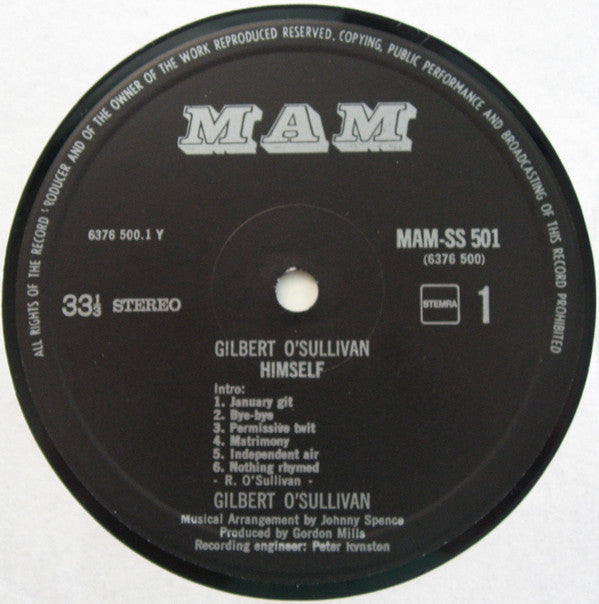 ALL RIGHTS OF THE RECORD PRODUCER AND OF THE OWNER OF THE WORK REPRODUCED RESERVED. COPYING, PUBLIC PERFORMANCE AND BROADCASTING OF THIS RECORD PROHIBITED
MAM
6376 500.1 Y
MAM-SS 501
(6376 500)
33⅓ STEREO
STEMRA
1
GILBERT O'SULLIVAN
HIMSELF
Intro:
1. January git
2. Bye-bye
3. Permissive twit
4. Matrimony
5. Independent air
6. Nothing rhymed
- R. O'Sullivan -
GILBERT O'SULLIVAN
Musical Arrangement by Johnny Spence
Produced by Gordon Mills
Recording engineer: Peter Rynston